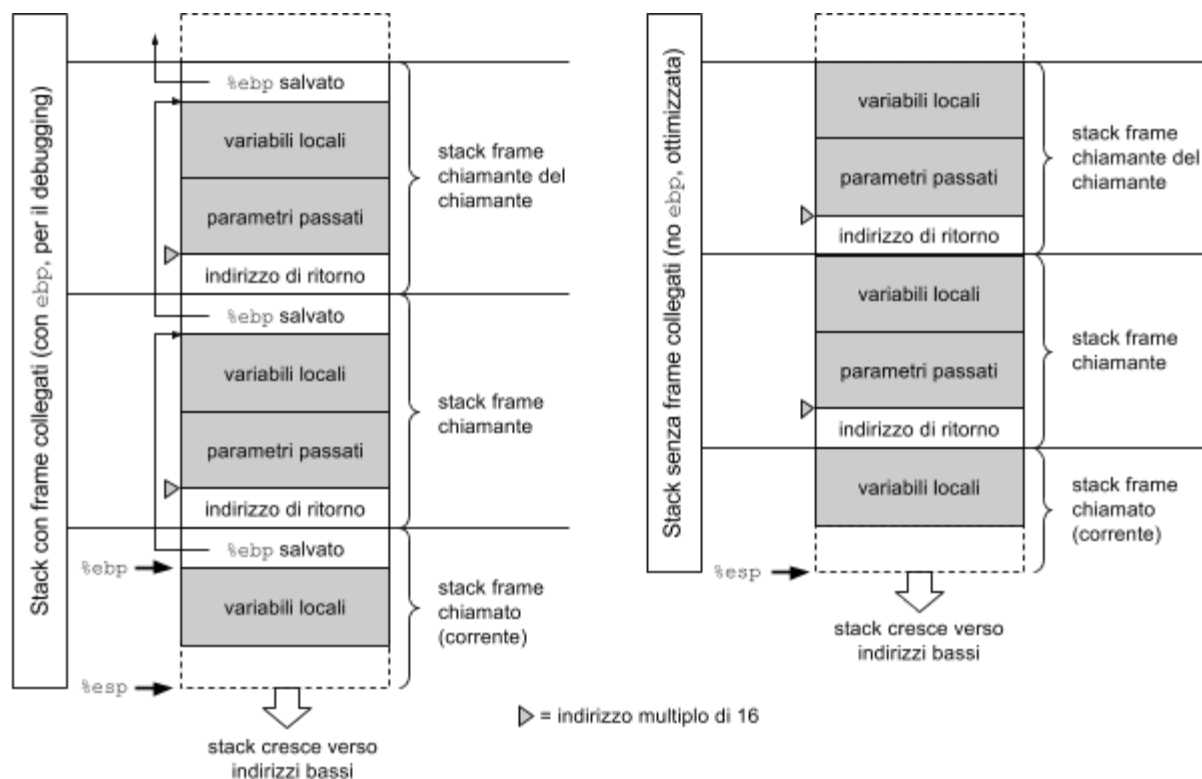 Stack con frame collegati (con ebp, per il debugging)
%ebp salvato
variabili locali
parametri passati
indirizzo di ritorno
stack frame
chiamante del
chiamante
%ebp salvato
variabili locali
parametri passati
indirizzo di ritorno
stack frame
chiamante
%ebp salvato
%ebp
variabili locali
stack frame
chiamato
(corrente)
%esp
stack cresce verso
indirizzi bassi
Stack senza frame collegati (no ebp, ottimizzata)
variabili locali
parametri passati
indirizzo di ritorno
stack frame
chiamante del
chiamante
variabili locali
parametri passati
indirizzo di ritorno
stack frame
chiamante
variabili locali
stack frame
chiamato
(corrente)
%esp
stack cresce verso
indirizzi bassi
= indirizzo multiplo di 16